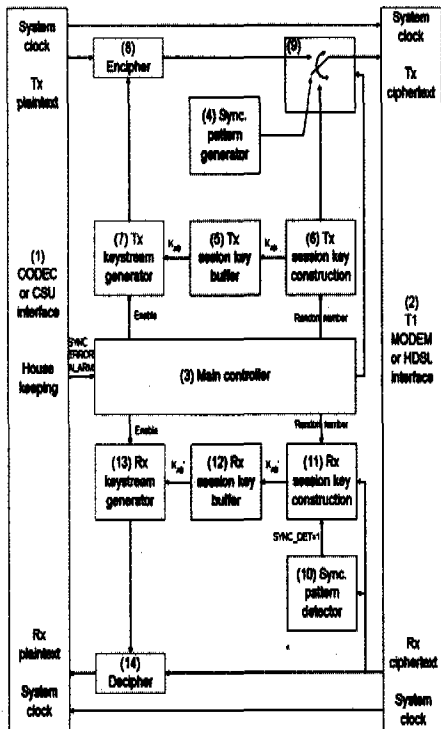 System
clock
Tx
plaintext
(1)
CODEC
or CSU
interface
House
keeping
Rx
plaintext
System
clock
(8)
Encipher
(9)
(4) Sync.
pattern
generator
(7) Tx
keystream
generator
(5) Tx
session key
buffer
(6) Tx
session key
construction
Enable
Random number
SYNC
ERROR
ALARM
(3) Main controller
Enable
Random number
(13) Rx
keystream
generator
(12) Rx
session key
buffer
(11) Rx
session key
construction
SYNC_DET=1
(10) Sync.
pattern
detector
(14)
Decipher
System
clock
Tx
ciphertext
(2)
T1
MODEM
or HDSL
interface
Rx
ciphertext
System
clock